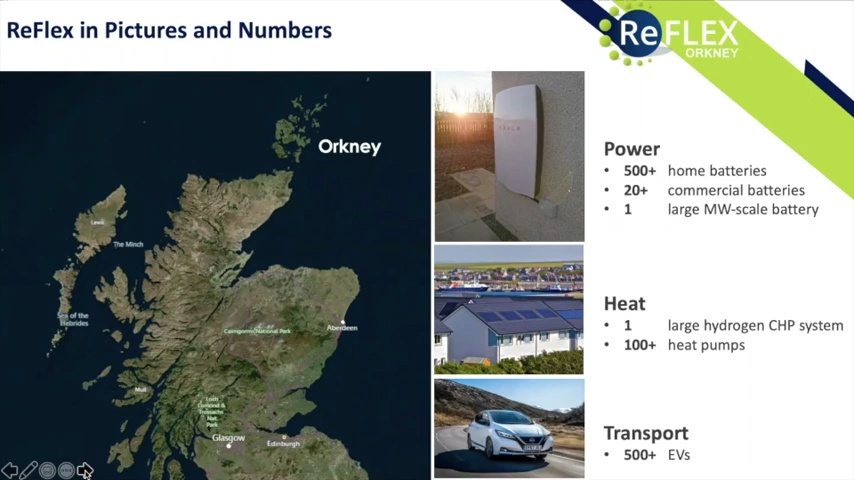 ReFlex in Pictures and Numbers
ReFLEX
ORKNEY
Orkney
Lewis
The Minch
Sea of the
Hebrides
Cairngorms National Park
Aberdeen
Mull
Loch
Lomond &
Trossachs
Nat.
Park
Glasgow
Edinburgh
TESLA
Power
• 500+ home batteries
• 20+ commercial batteries
• 1 large MW-scale battery
Heat
• 1 large hydrogen CHP system
• 100+ heat pumps
Transport
• 500+ EVs